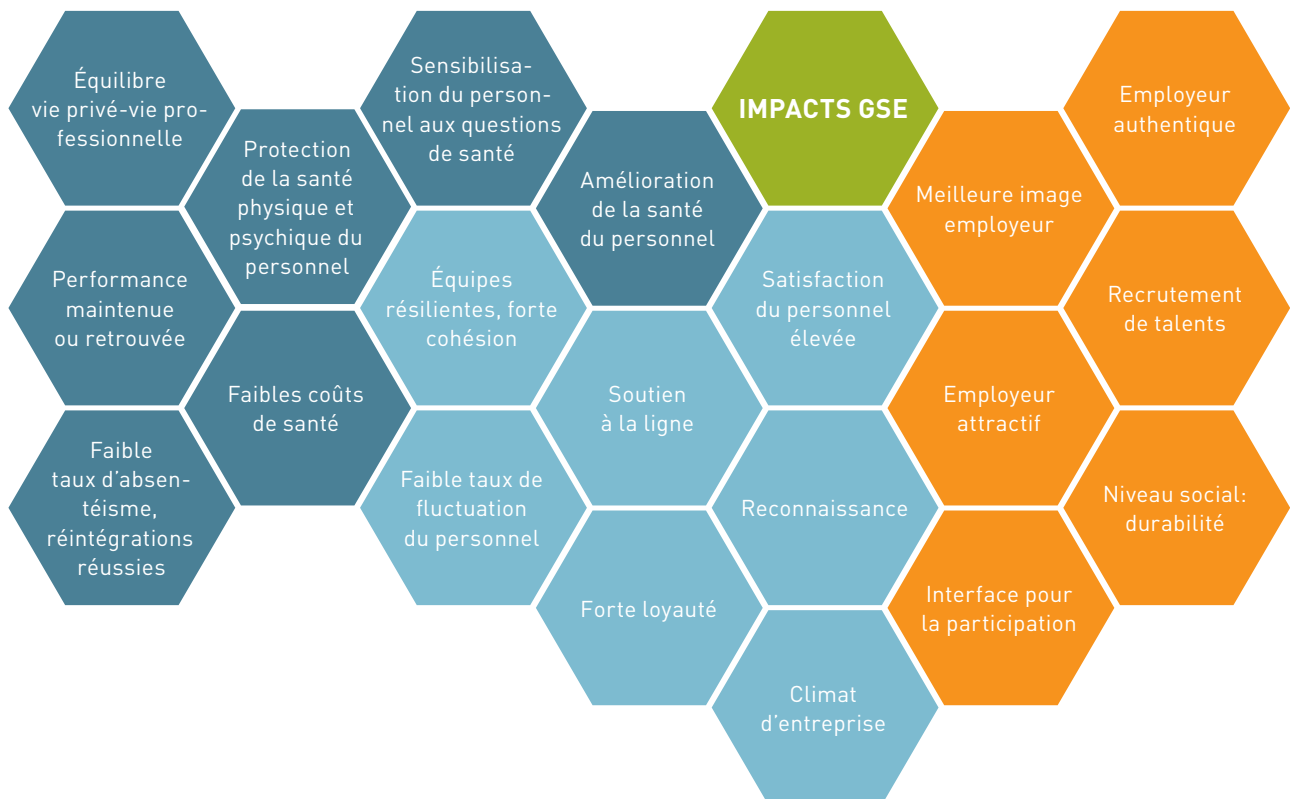 Équilibre
vie privé-vie pro-
fessionnelle
Performance
maintenue
ou retrouvée
Faible
taux d'absen-
téisme,
réintégrations
réussies
Protection
de la santé
physique et
psychique du
personnel
Faibles coûts
de santé
Sensibilisa-
tion du person-
nel aux questions
de santé
Équipes
résilientes, forte
cohésion
Faible taux de
fluctuation
du personnel
Amélioration
de la santé
du personnel
Soutien
à la ligne
Forte loyauté
IMPACTS GSE
Satisfaction
du personnel
élevée
Reconnaissance
Climat
d'entreprise
Meilleure image
employeur
Employeur
attractif
Interface pour
la participation
Employeur
authentique
Recrutement
de talents
Niveau social:
durabilité